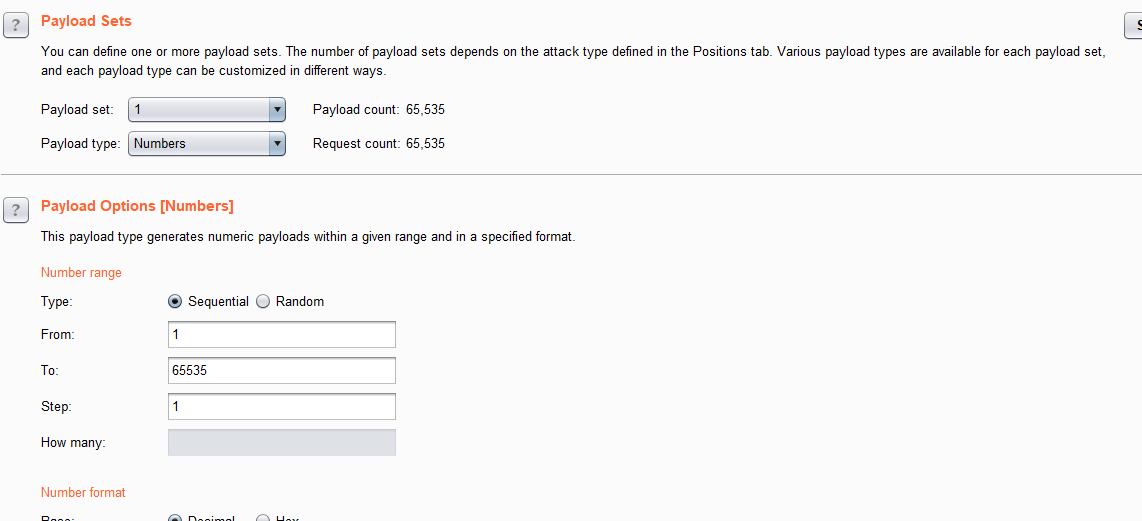 ? Payload Sets
You can define one or more payload sets. The number of payload sets depends on the attack type defined in the Positions tab. Various payload types are available for each payload set,
and each payload type can be customized in different ways.
Payload set: 1 Payload count: 65,535
Payload type: Numbers Request count: 65,535
? Payload Options [Numbers]
This payload type generates numeric payloads within a given range and in a specified format.
Number range
Type: Sequential Random
From: 1
To: 65535
Step: 1
How many:
Number format
Base: Decimal Hex